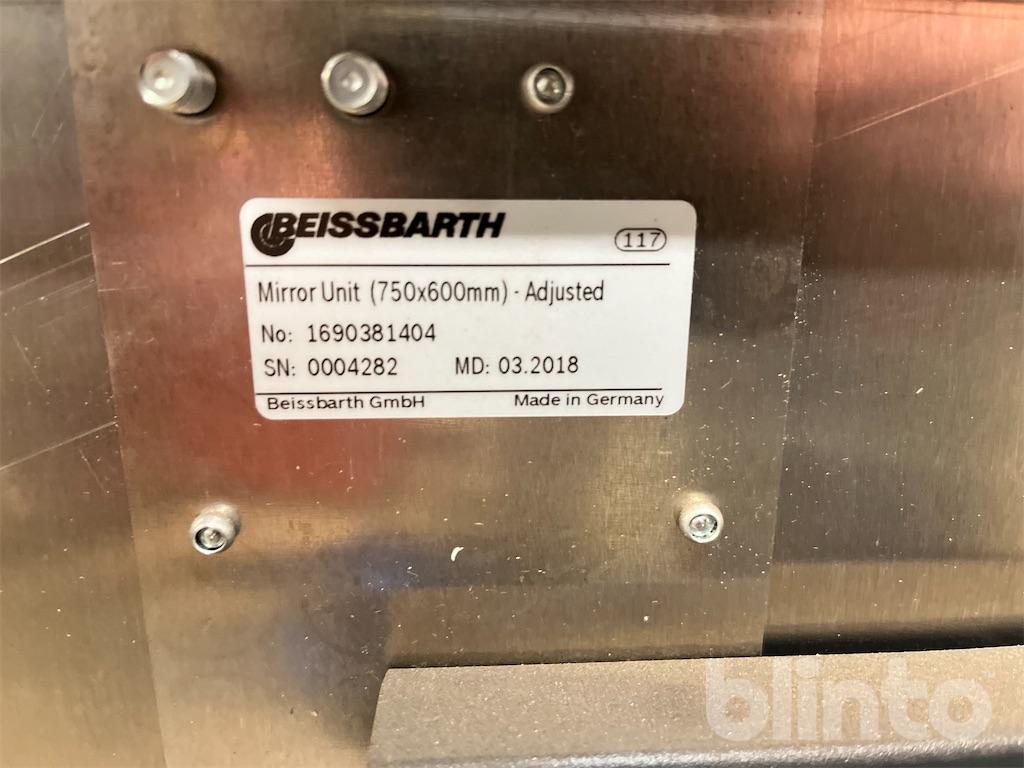 BEISSBARTH
117
Mirror Unit (750x600mm) - Adjusted
No: 1690381404
SN: 0004282 MD: 03.2018
Beissbarth GmbH Made in Germany
blinto